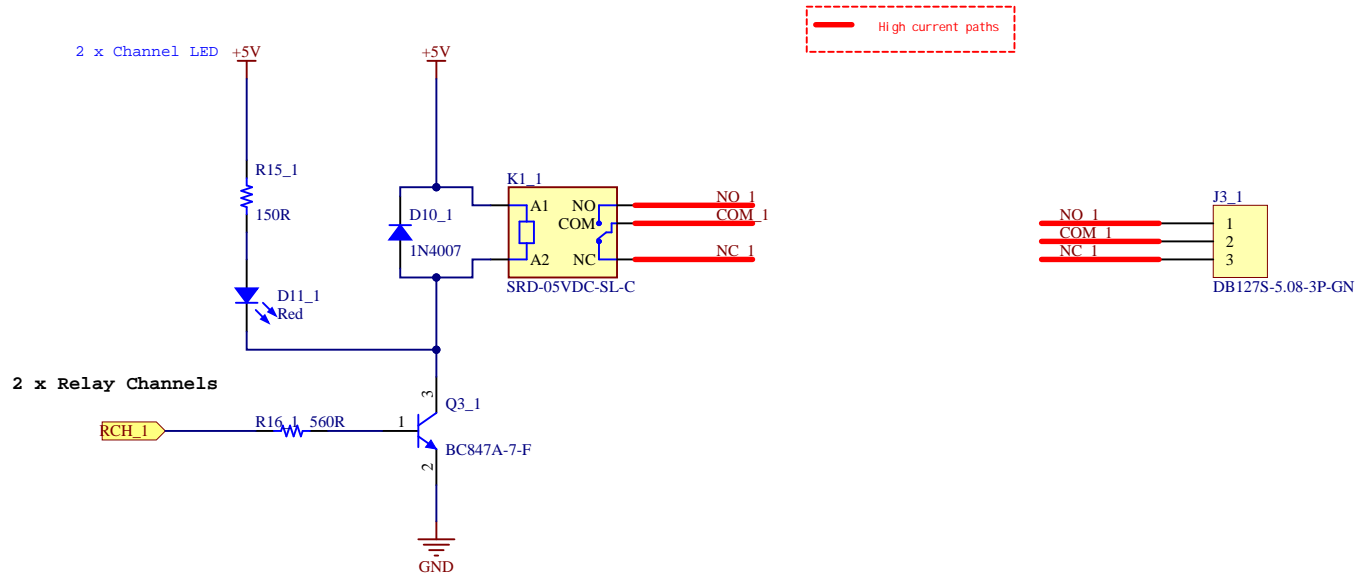 High current paths
2 x Channel LED
+5V
+5V
R15_1
150R
D11_1
Red
D10_1
1N4007
K1_1
A1
A2
NO
COM
NC
SRD-05VDC-SL-C
NO_1
COM_1
NC_1
NO_1
COM_1
NC_1
J3_1
1
2
3
DB127S-5.08-3P-GN
2 x Relay Channels
RCH_1
R16_1
560R
1
3
2
Q3_1
BC847A-7-F
GND